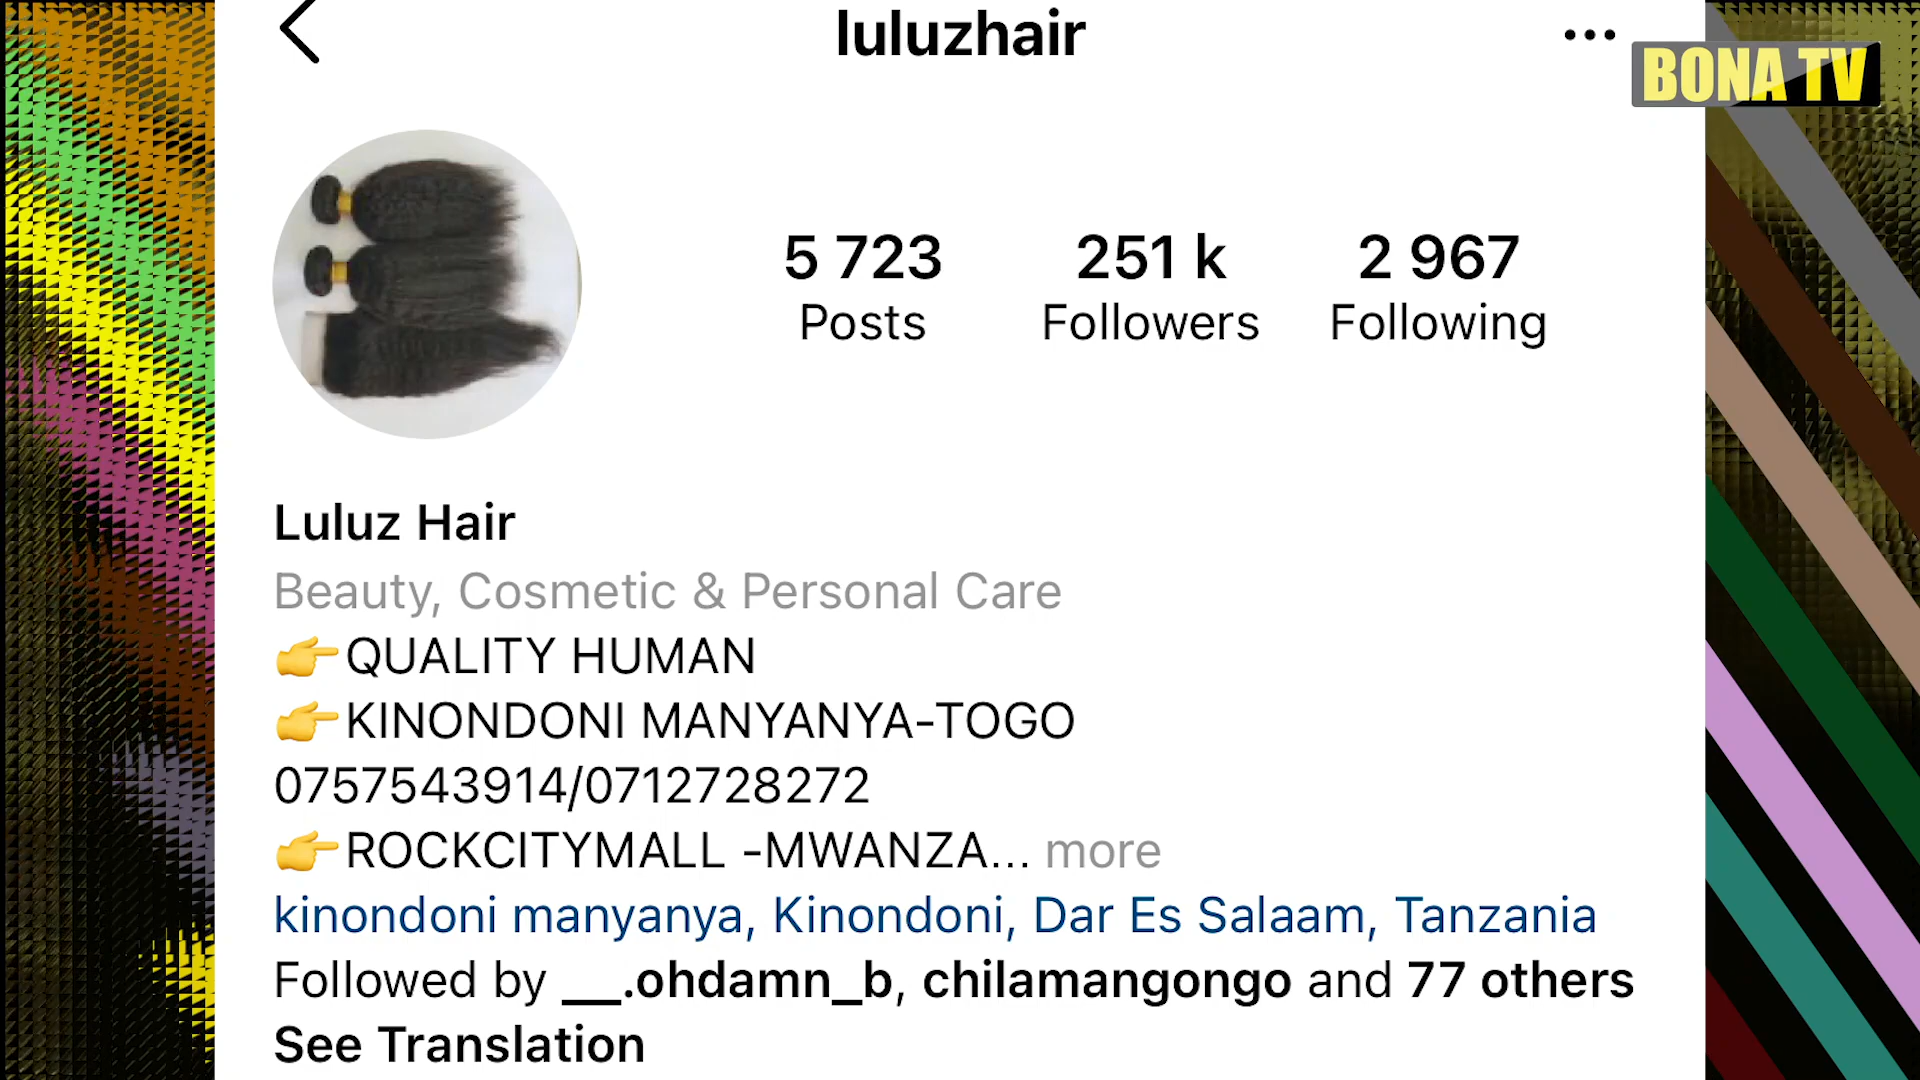 luluzhair
BONA TV
5 723 251 k 2 967
Posts Followers Following
Luluz Hair
Beauty, Cosmetic & Personal Care
👉QUALITY HUMAN
👉KINONDONI MANYANYA-TOGO
0757543914/0712728272
👉ROCKCITYMALL -MWANZA... more
kinondoni manyanya, Kinondoni, Dar Es Salaam, Tanzania
Followed by __.ohdamn_b, chilamangongo and 77 others
See Translation